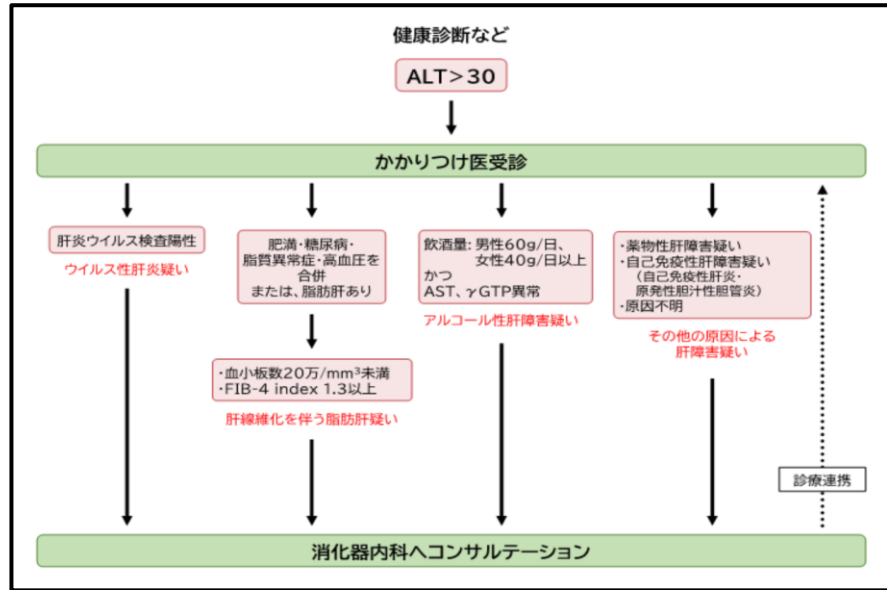 健康診断など
ALT>30
かかりつけ医受診
肝炎ウイルス検査陽性
ウイルス性肝炎疑い
肥満・糖尿病・
脂質異常症・高血圧を
合併
または、脂肪肝あり
・血小板数20万/mm³未満
・FIB-4 index 1.3以上
肝線維化を伴う脂肪肝疑い
飲酒量: 男性60g/日、
女性40g/日以上
かつ
AST、γGTP異常
アルコール性肝障害疑い
・薬物性肝障害疑い
・自己免疫性肝障害疑い
(自己免疫性肝炎・
原発性胆汁性胆管炎)
・原因不明
その他の原因による
肝障害疑い
診療連携
消化器内科へコンサルテーション